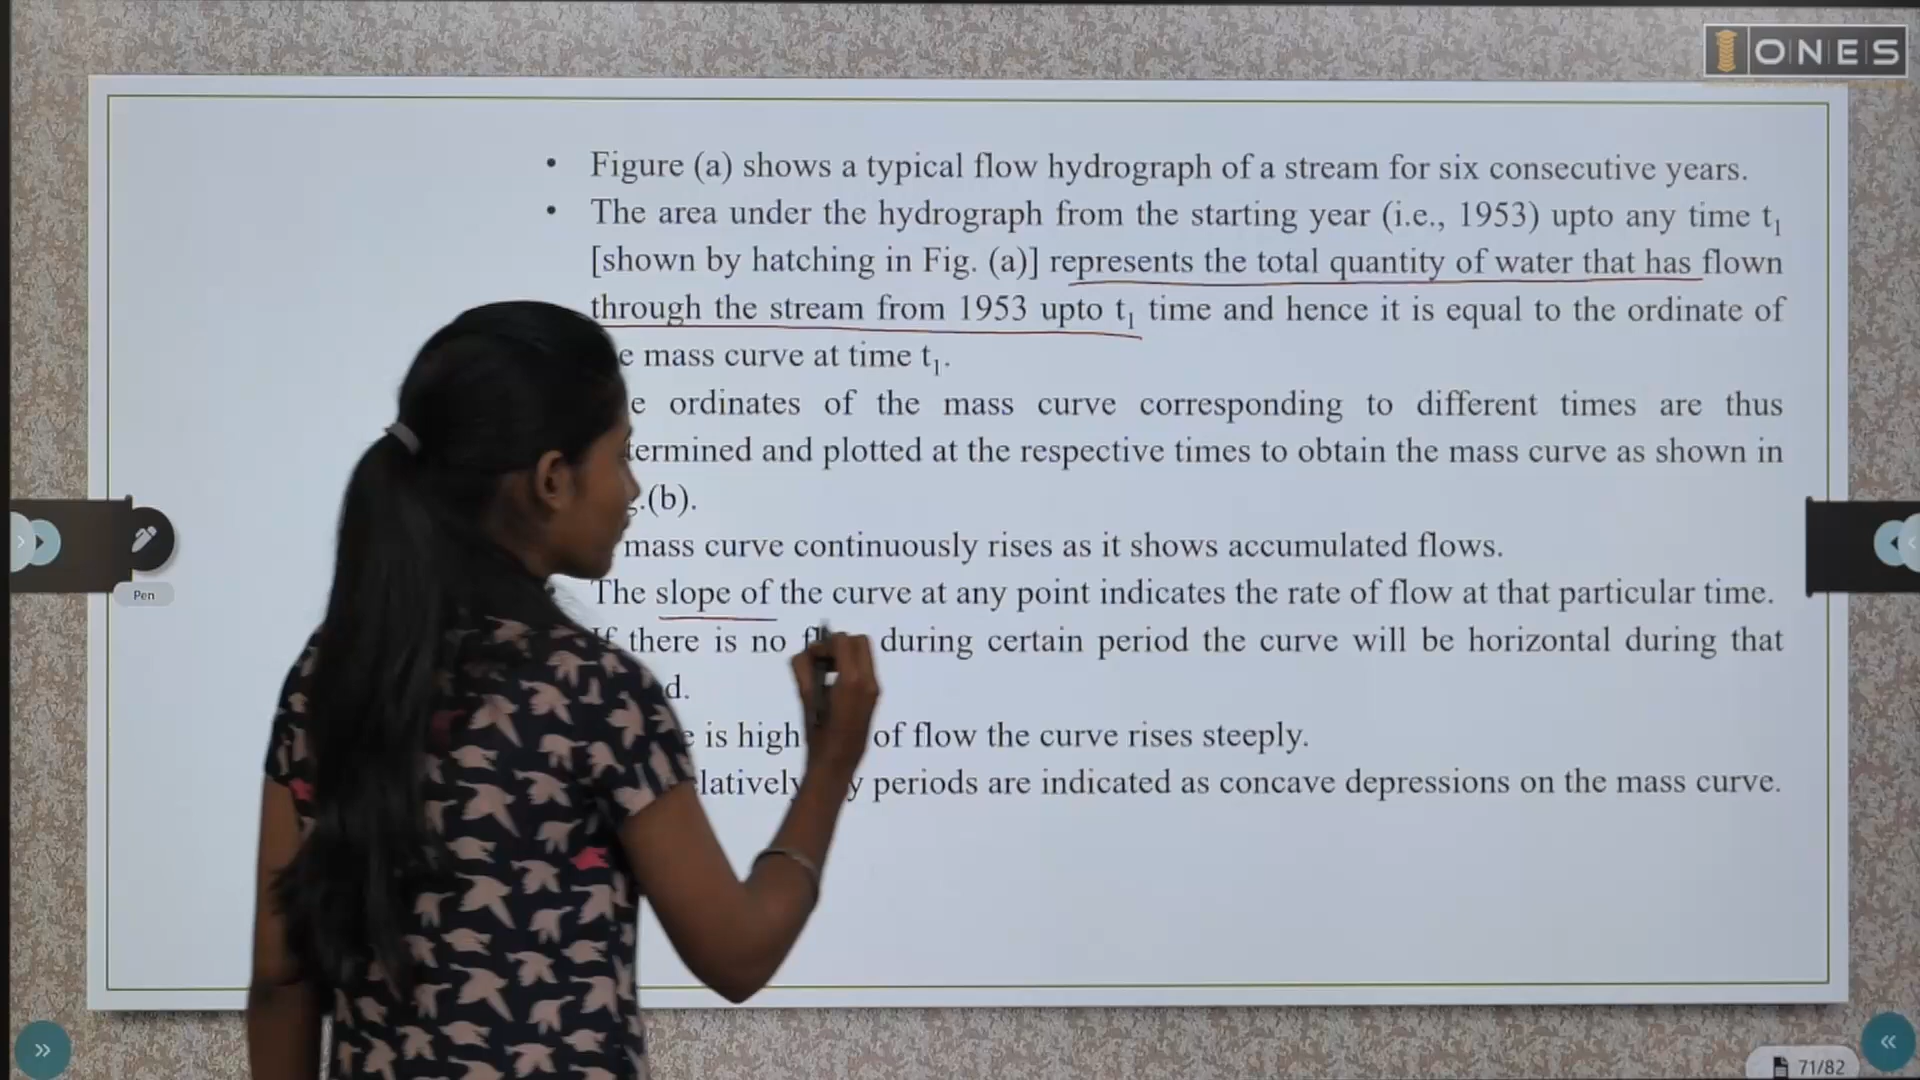 ONES
• Figure (a) shows a typical flow hydrograph of a stream for six consecutive years.
• The area under the hydrograph from the starting year (i.e., 1953) upto any time t₁
[shown by hatching in Fig. (a)] represents the total quantity of water that has flown
through the stream from 1953 upto t₁ time and hence it is equal to the ordinate of
mass curve at time t₁.
ordinates of the mass curve corresponding to different times are thus
and plotted at the respective times to obtain the mass curve as shown in
(b).
mass curve continuously rises as it shows accumulated flows.
The slope of the curve at any point indicates the rate of flow at that particular time.
If there is no during certain period the curve will be horizontal during that
is high of flow the curve rises steeply.
periods are indicated as concave depressions on the mass curve.
Pen
71/82